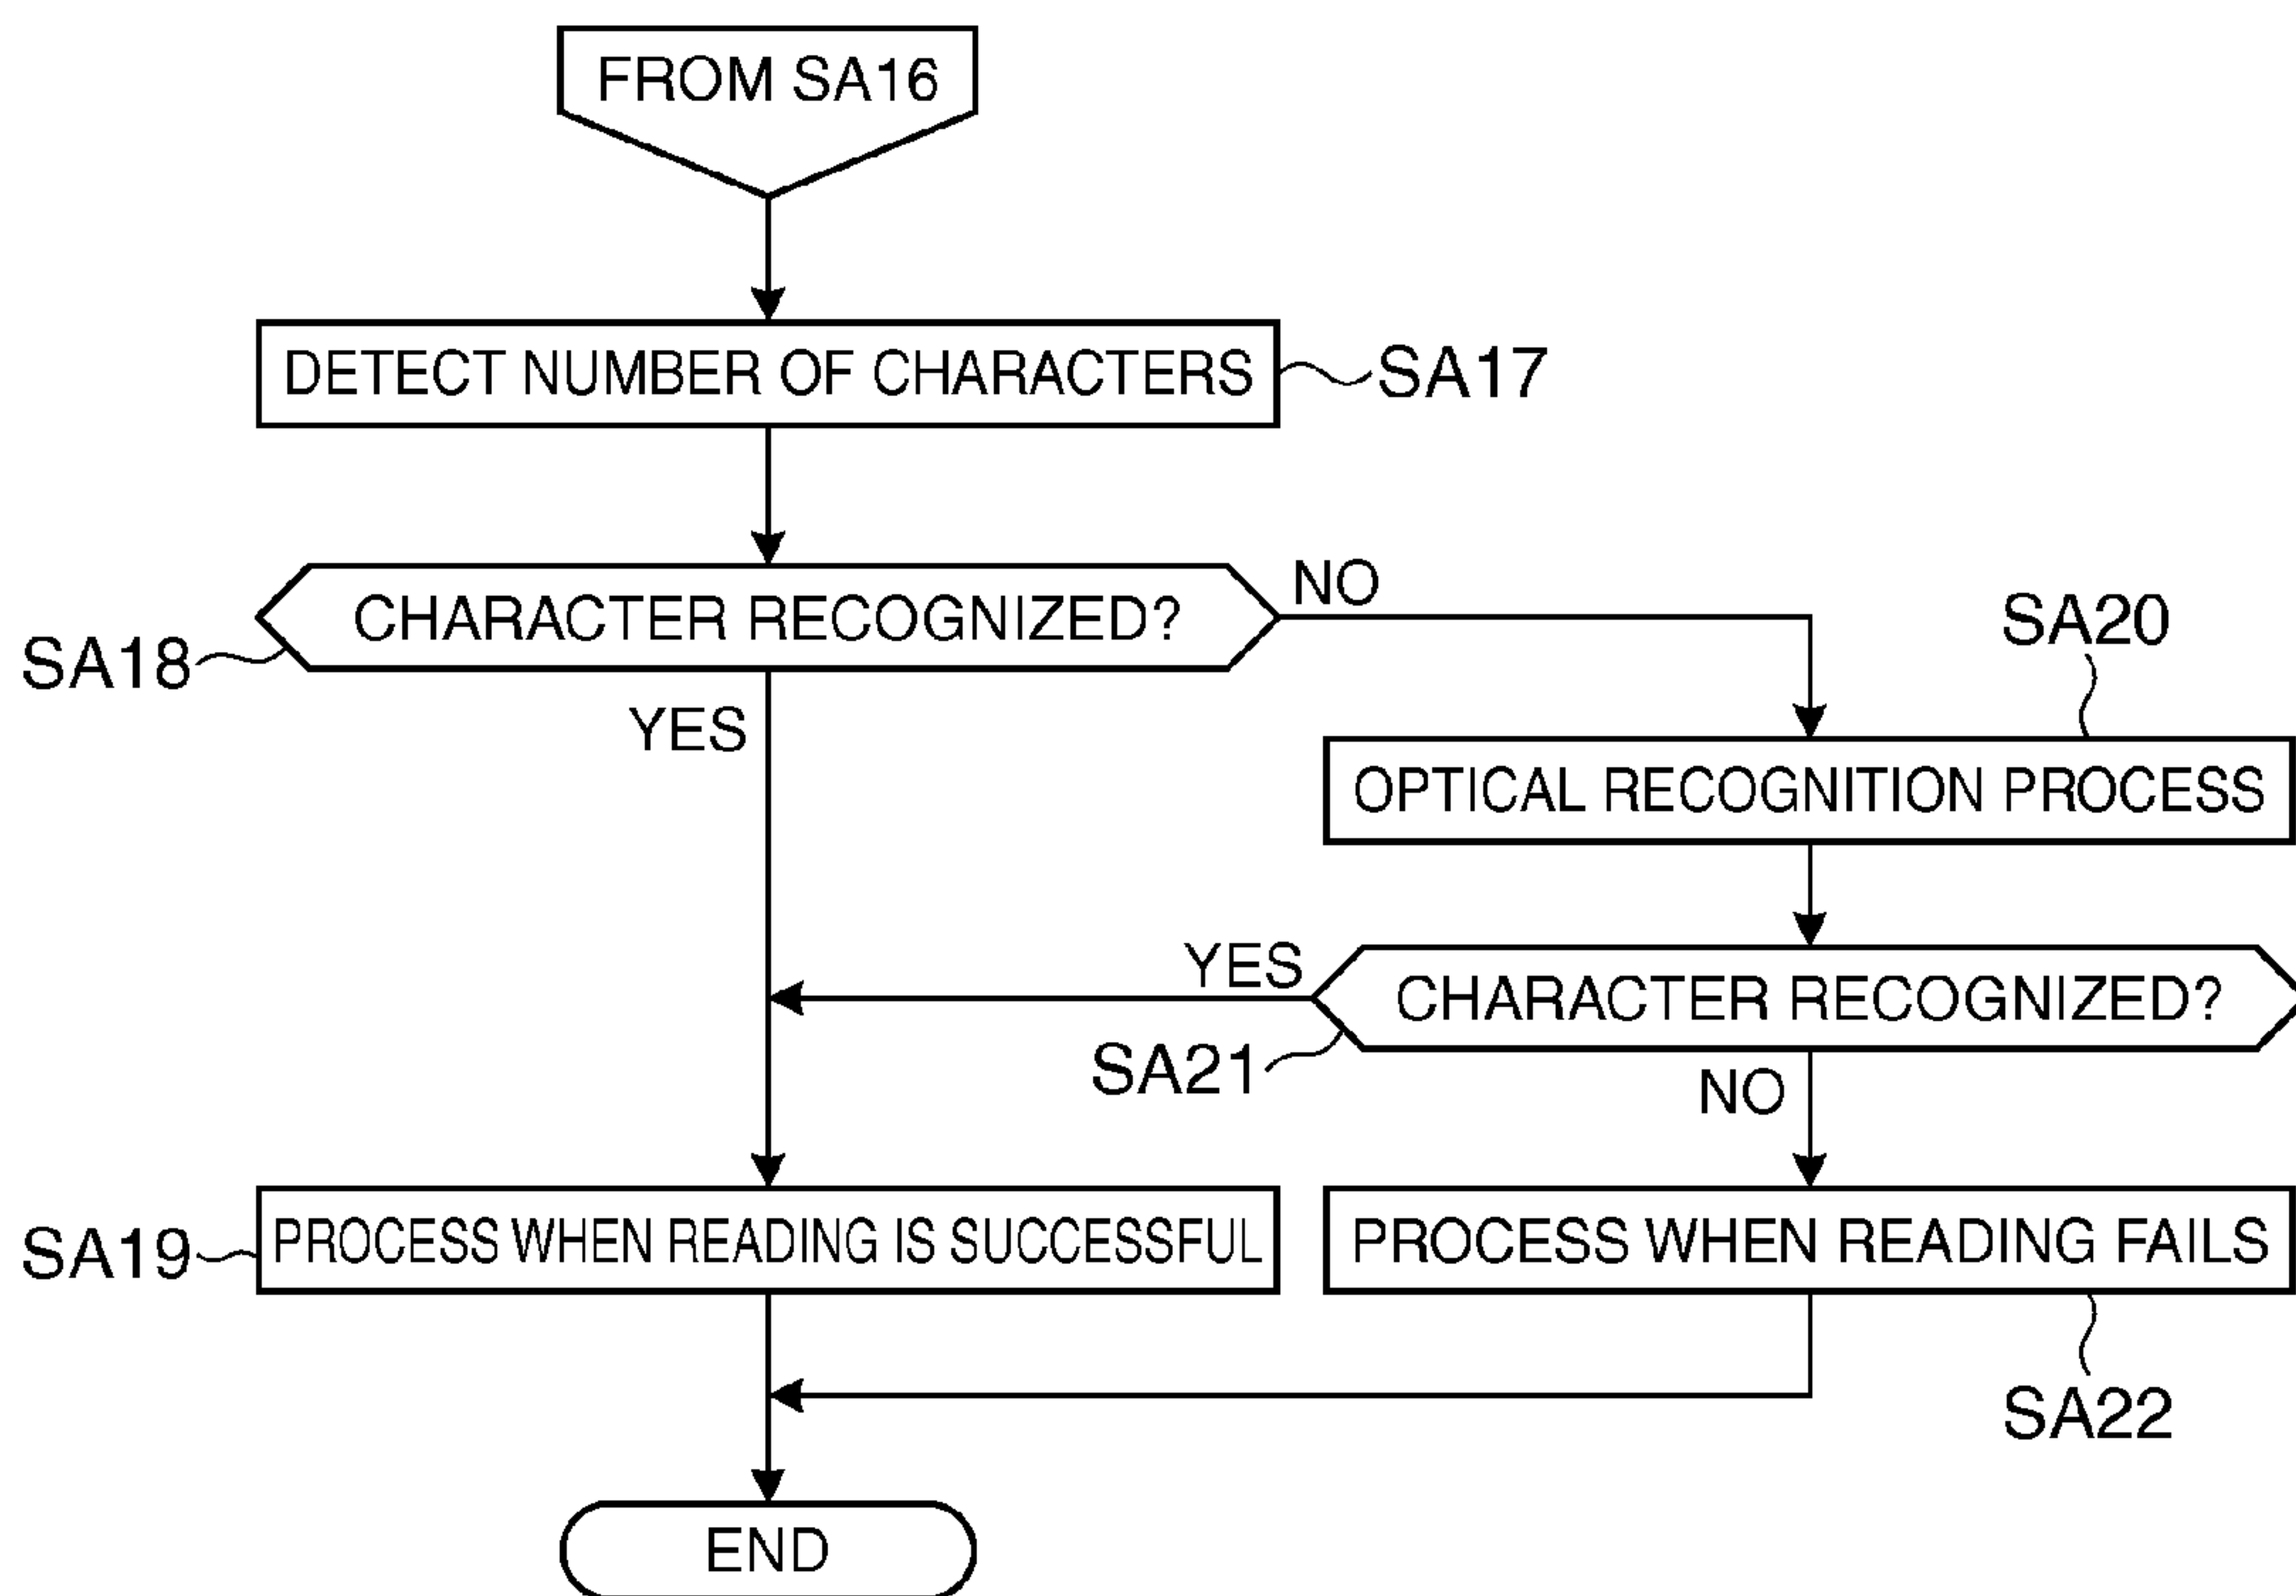 FROM SA16
DETECT NUMBER OF CHARACTERS
SA17
CHARACTER RECOGNIZED?
NO
SA18
YES
SA20
OPTICAL RECOGNITION PROCESS
YES
CHARACTER RECOGNIZED?
SA21
NO
SA19
PROCESS WHEN READING IS SUCCESSFUL
PROCESS WHEN READING FAILS
SA22
END